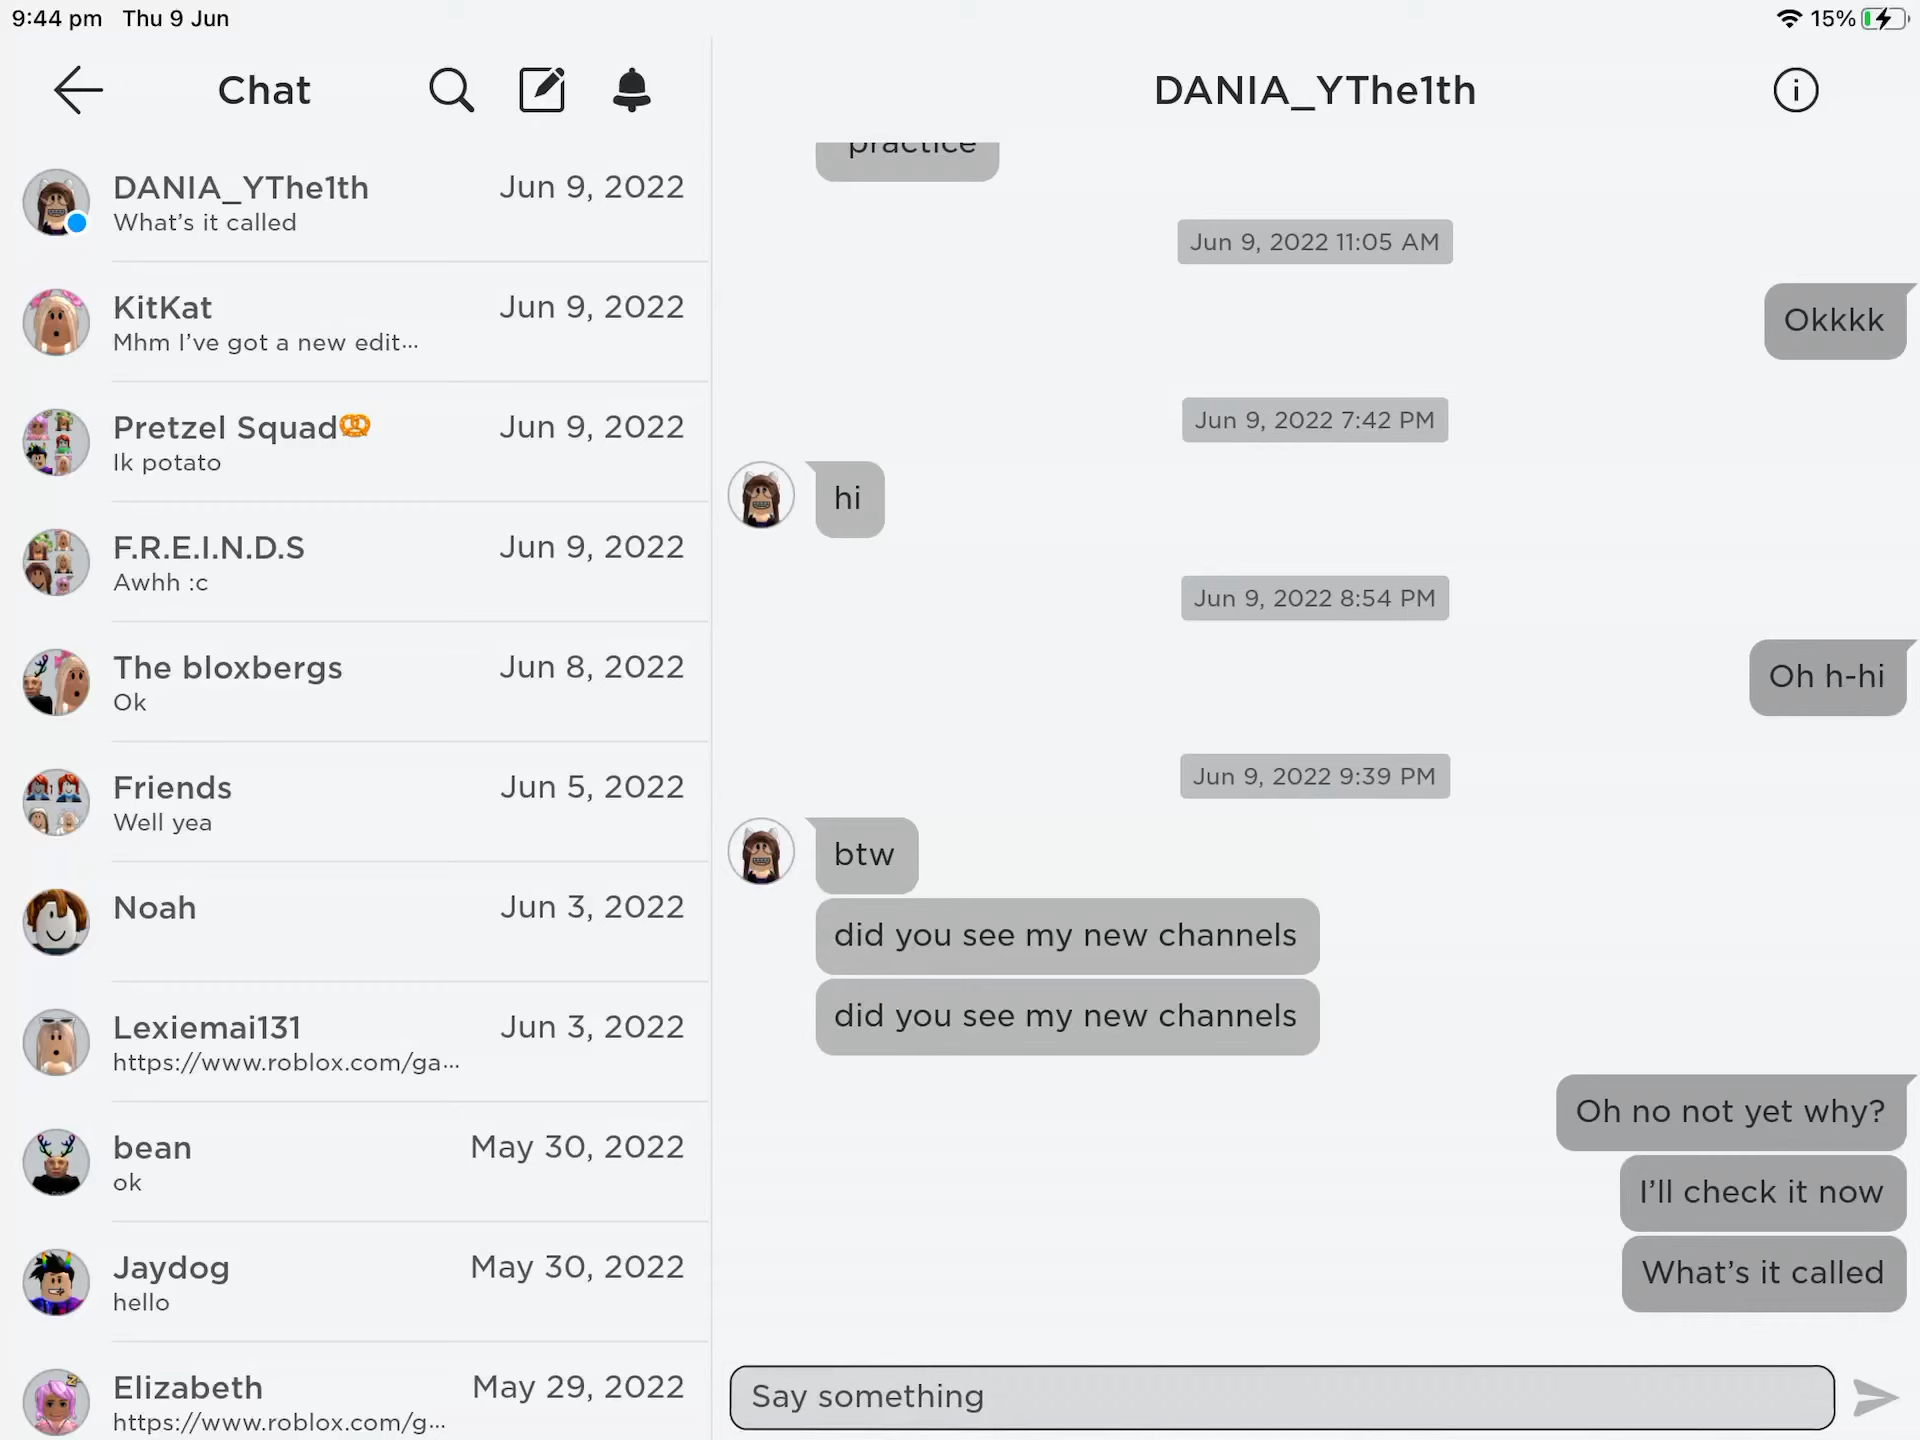 9:44 pm Thu 9 Jun
15%
Chat
DANIA_YThe1th
DANIA_YThe1th Jun 9, 2022
What's it called
KitKat Jun 9, 2022
Mhm I've got a new edit...
Pretzel Squad🥨 Jun 9, 2022
Ik potato
F.R.E.I.N.D.S Jun 9, 2022
Awhh :c
The bloxbergs Jun 8, 2022
Ok
Friends Jun 5, 2022
Well yea
Noah Jun 3, 2022
Lexiemai131 Jun 3, 2022
https://www.roblox.com/ga...
bean May 30, 2022
ok
Jaydog May 30, 2022
hello
Elizabeth May 29, 2022
https://www.roblox.com/g...
practice
Jun 9, 2022 11:05 AM
Okkkk
Jun 9, 2022 7:42 PM
hi
Jun 9, 2022 8:54 PM
Oh h-hi
Jun 9, 2022 9:39 PM
btw
did you see my new channels
did you see my new channels
Oh no not yet why?
I'll check it now
What's it called
Say something